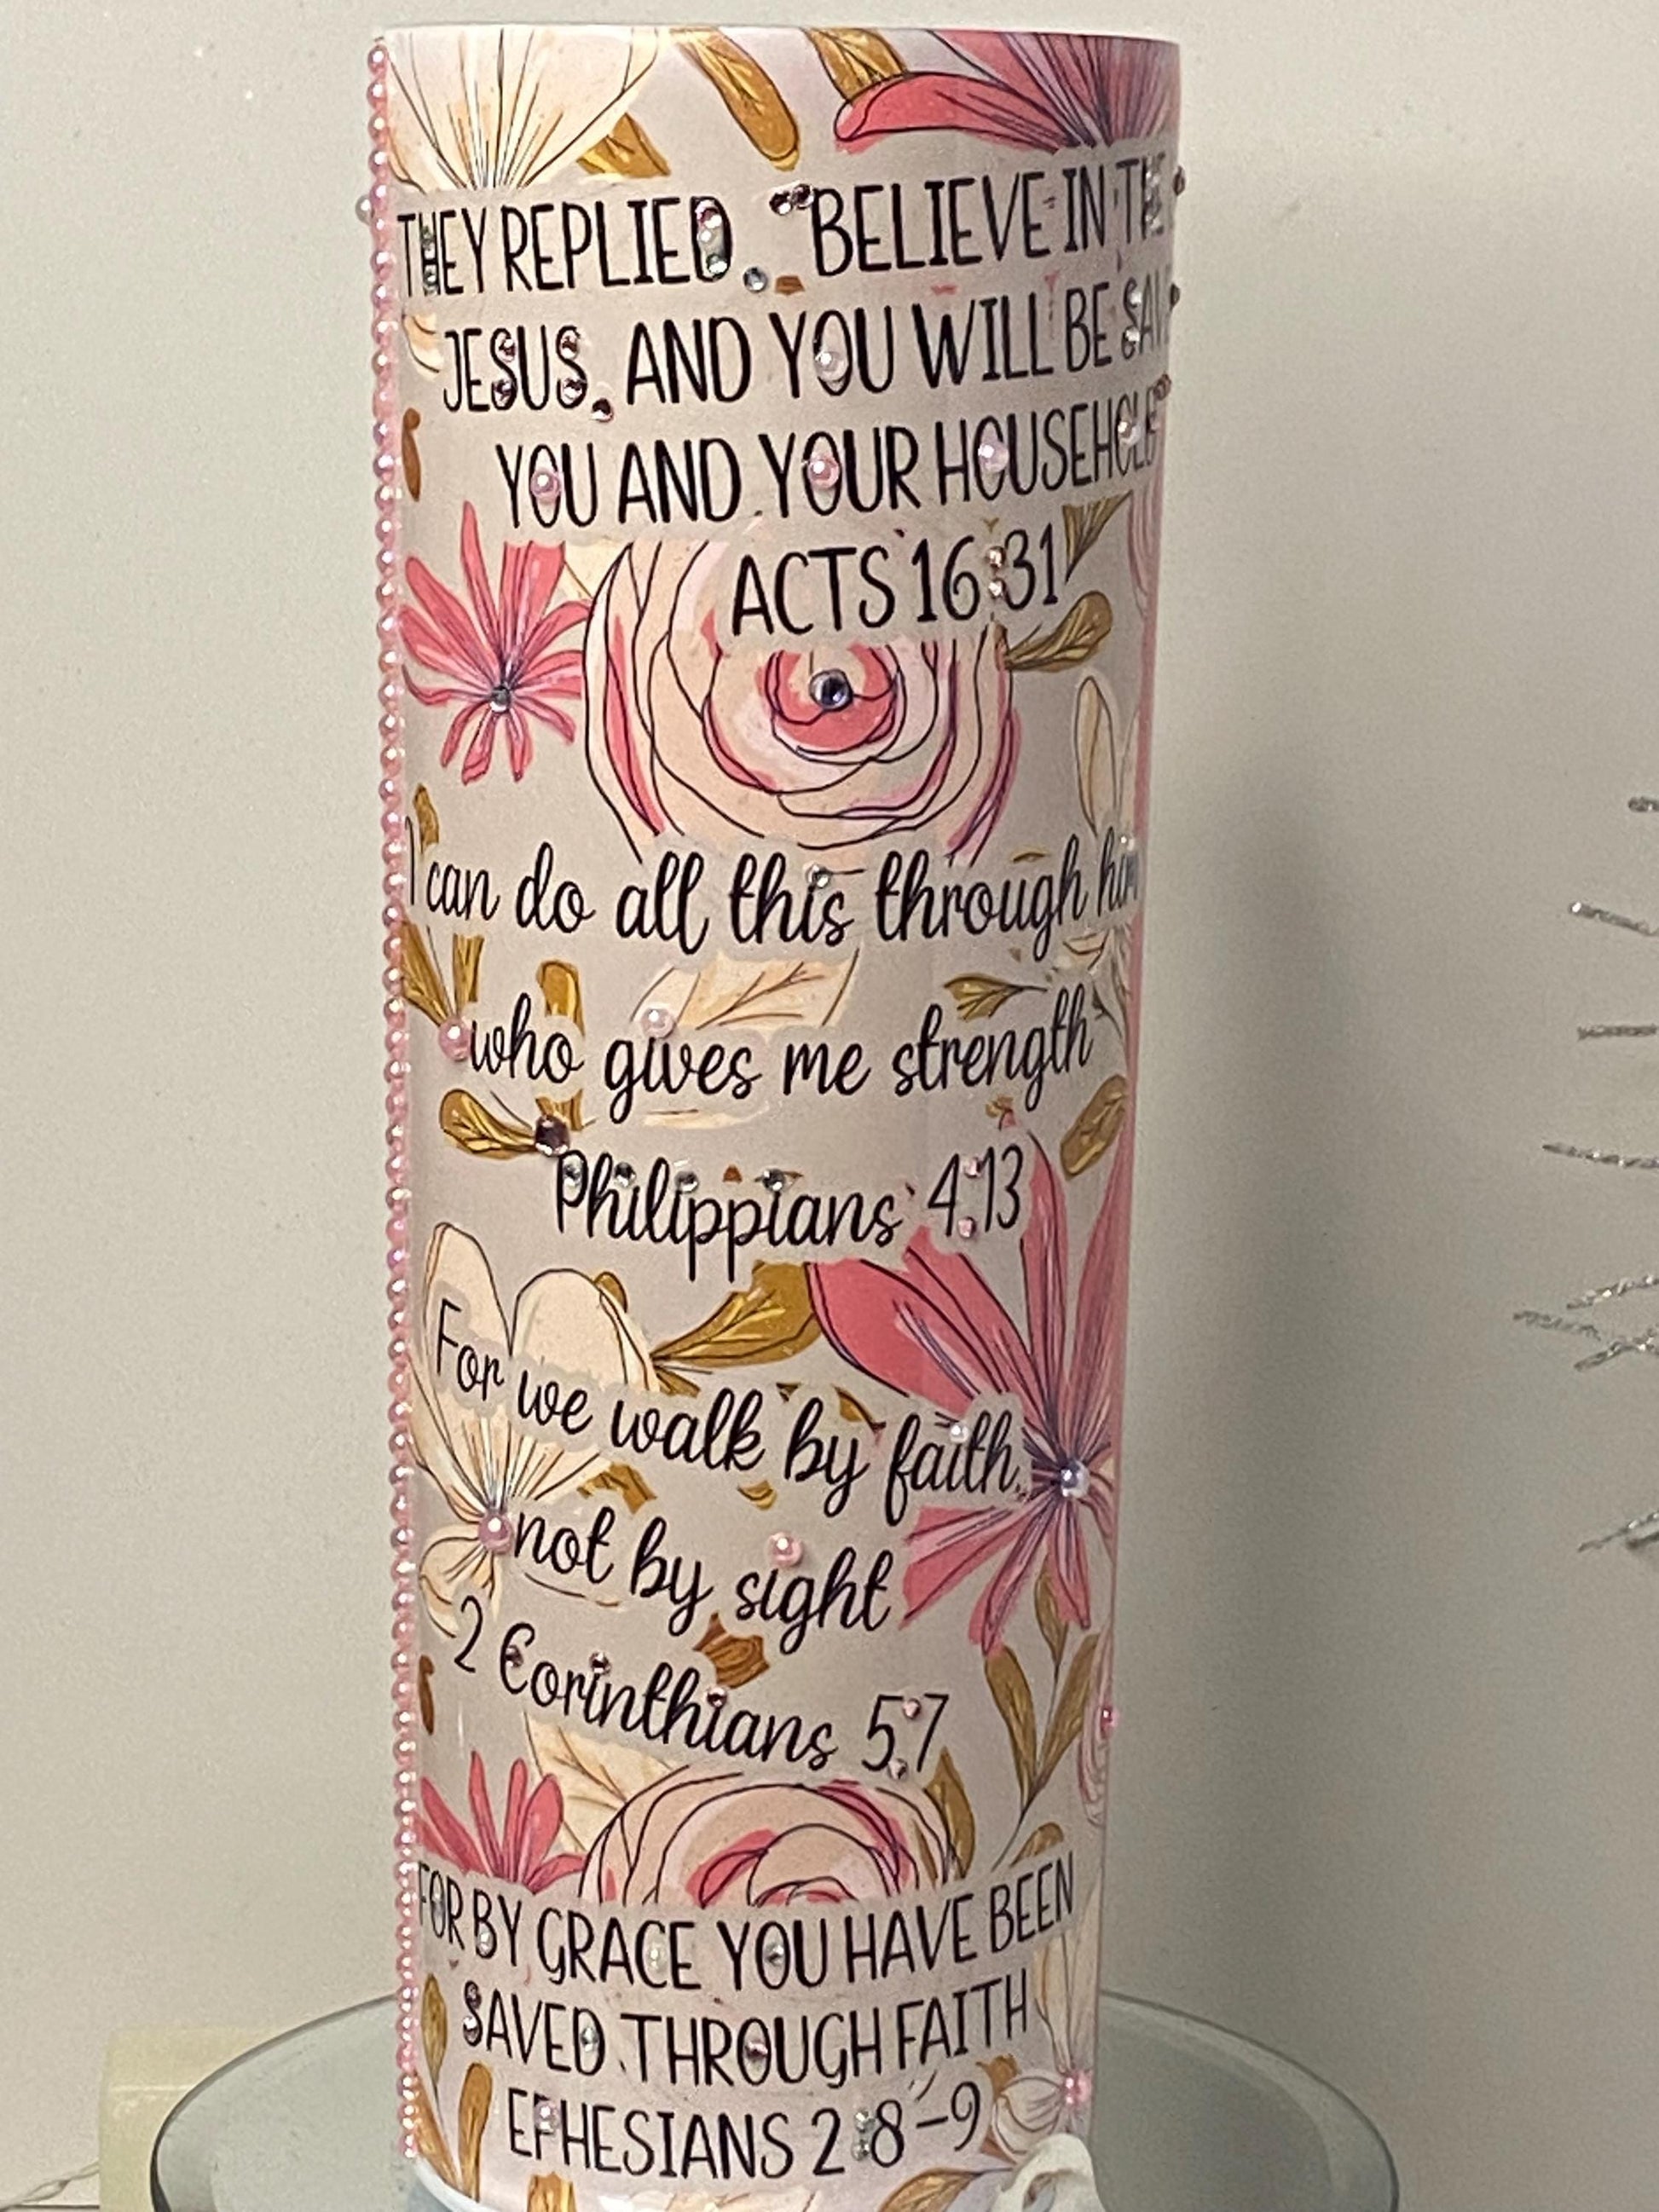 THEY REPLIED. "BELIEVE IN THE
JESUS, AND YOU WILL BE
YOU AND YOUR HOUSEHOLD"
ACTS 16:31
I can do all this through him
who gives me strength
Philippians 4:13
For we walk by faith,
not by sight
2 Corinthians 5:7
FOR BY GRACE YOU HAVE BEEN
SAVED THROUGH FAITH
EPHESIANS 2:8-9